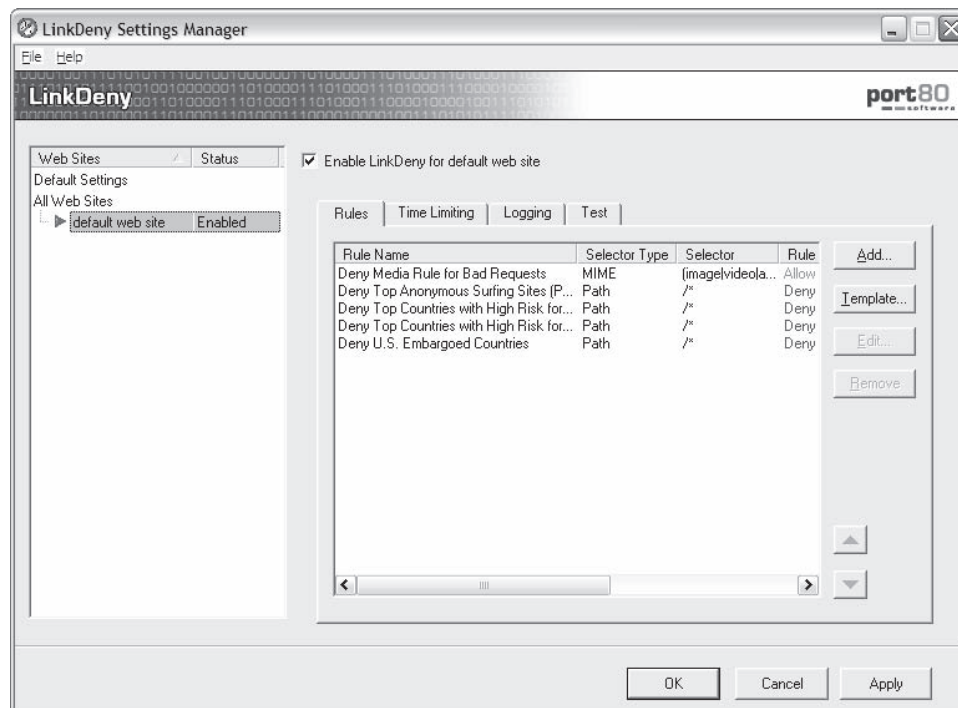 LinkDeny Settings Manager
File Help
LinkDeny
port80
software
Web Sites Status
Default Settings
All Web Sites
default web site Enabled
Enable LinkDeny for default web site
Rules Time Limiting Logging Test
Rule Name Selector Type Selector Rule
Deny Media Rule for Bad Requests MIME (image|video|a... Allow
Deny Top Anonymous Surfing Sites (P... Path /* Deny
Deny Top Countries with High Risk for... Path /* Deny
Deny Top Countries with High Risk for... Path /* Deny
Deny U.S. Embargoed Countries Path /* Deny
Add...
Template...
Edit...
Remove
OK Cancel Apply